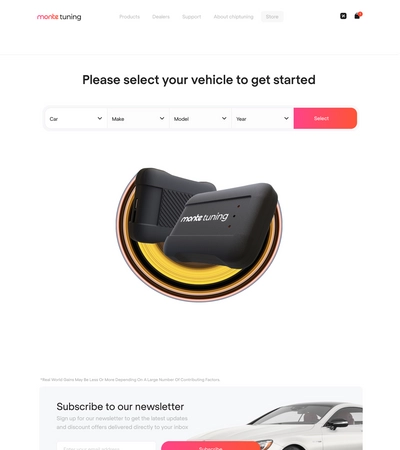 monte tuning
Products Dealers Support About chiptuning Store
Please select your vehicle to get started
Car Make Model Year Select
monte tuning
*Real World Gains May Be Less Or More Depending On A Large Number Of Contributing Factors.
Subscribe to our newsletter
Sign up for our newsletter to get the latest updates
and discount offers delivered directly to your inbox